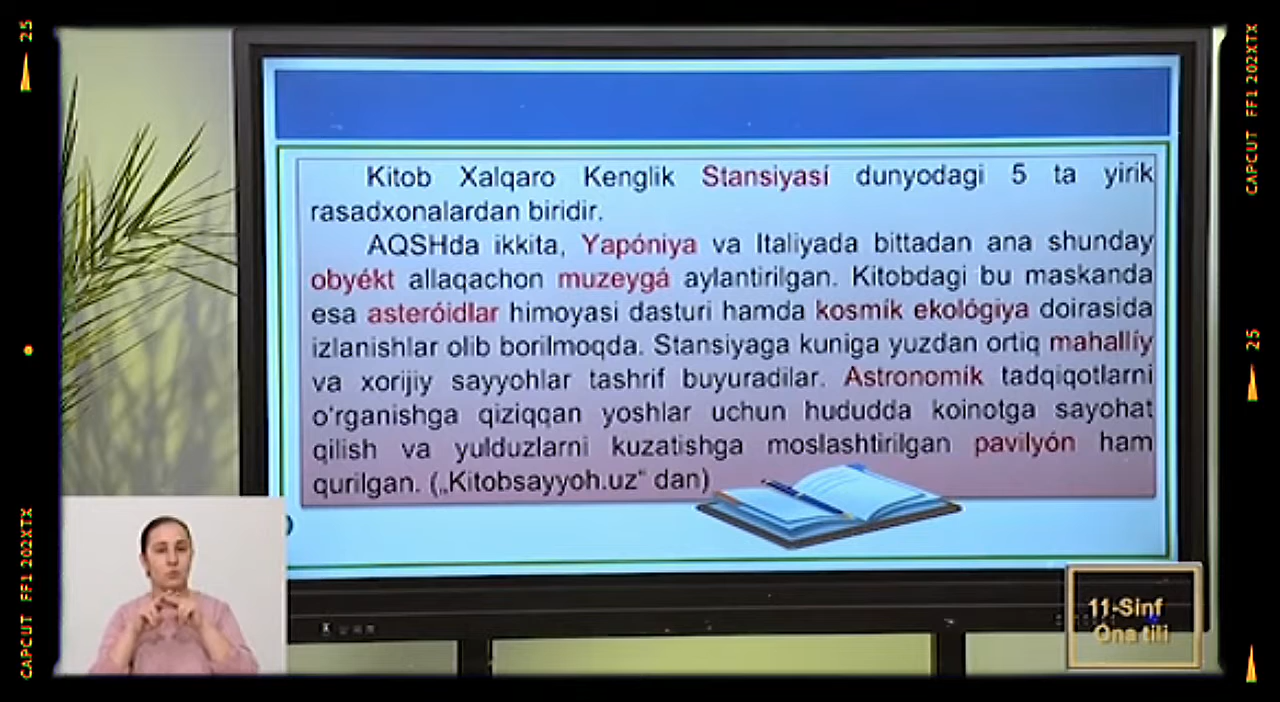 Kitob Xalqaro Kenglik Stansiyasí dunyodagi 5 ta yirik
rasadxonalardan biridir.
AQSHda ikkita, Yapóniya va Italiyada bittadan ana shunday
obyékt allaqachon muzeygá aylantirilgan. Kitobdagi bu maskanda
esa asteróidlar himoyasi dasturi hamda kosmík ekológiya doirasida
izlanishlar olib borilmoqda. Stansiyaga kuniga yuzdan ortiq mahallíy
va xorijiy sayyohlar tashrif buyuradilar. Astronomík tadqiqotlarni
o'rganishga qiziqqan yoshlar uchun hududda koinotga sayohat
qilish va yulduzlarni kuzatishga moslashtirilgan pavilyón ham
qurilgan. („Kitobsayyoh.uz“ dan)
11-Sinf
Ona tili
25
CAPCUT FF1 202XTX
CAPCUT FF1 202XTX
25